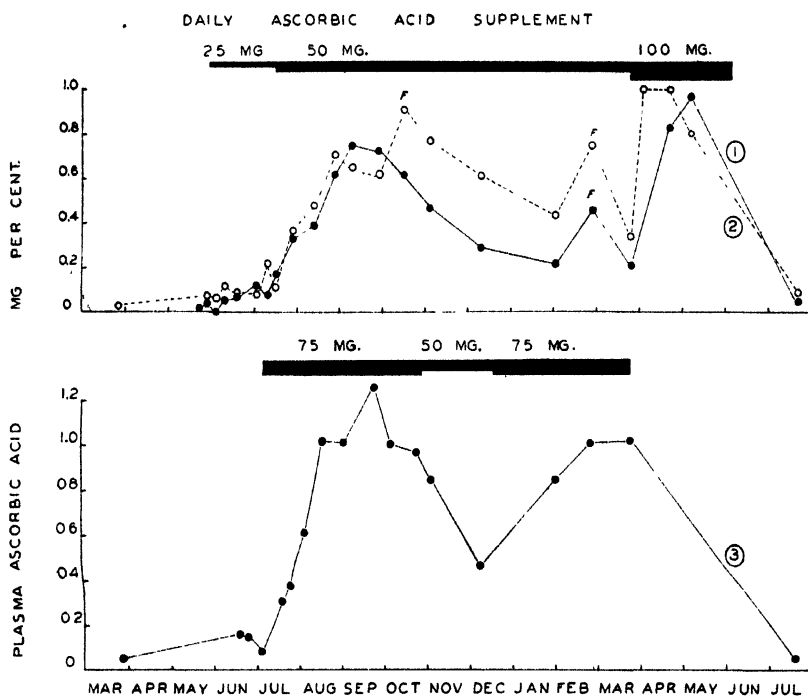 DAILY ASCORBIC ACID SUPPLEMENT
25 MG 50 MG. 100 MG.
1.0
0.8
0.6
0.4
0.2
0
MG PER CENT.
F
F
F
1
2
75 MG. 50 MG. 75 MG.
1.2
1.0
0.8
0.6
0.4
0.2
0
PLASMA ASCORBIC ACID
3
MAR APR MAY JUN JUL AUG SEP OCT NOV DEC JAN FEB MAR APR MAY JUN JUL